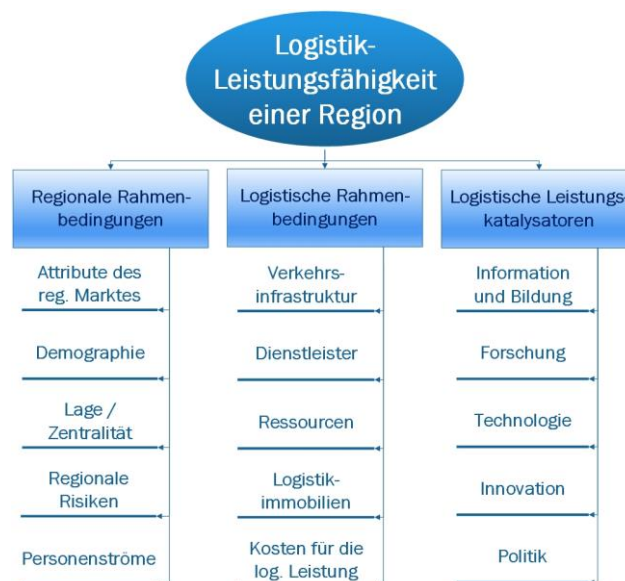 Logistik-
Leistungsfähigkeit
einer Region
Regionale Rahmen-
bedingungen
Attribute des
reg. Marktes
Demographie
Lage /
Zentralität
Regionale
Risiken
Personenströme
Logistische Rahmen-
bedingungen
Verkehrs-
infrastruktur
Dienstleister
Ressourcen
Logistik-
immobilien
Kosten für die
log. Leistung
Logistische Leistungs-
katalysatoren
Information
und Bildung
Forschung
Technologie
Innovation
Politik